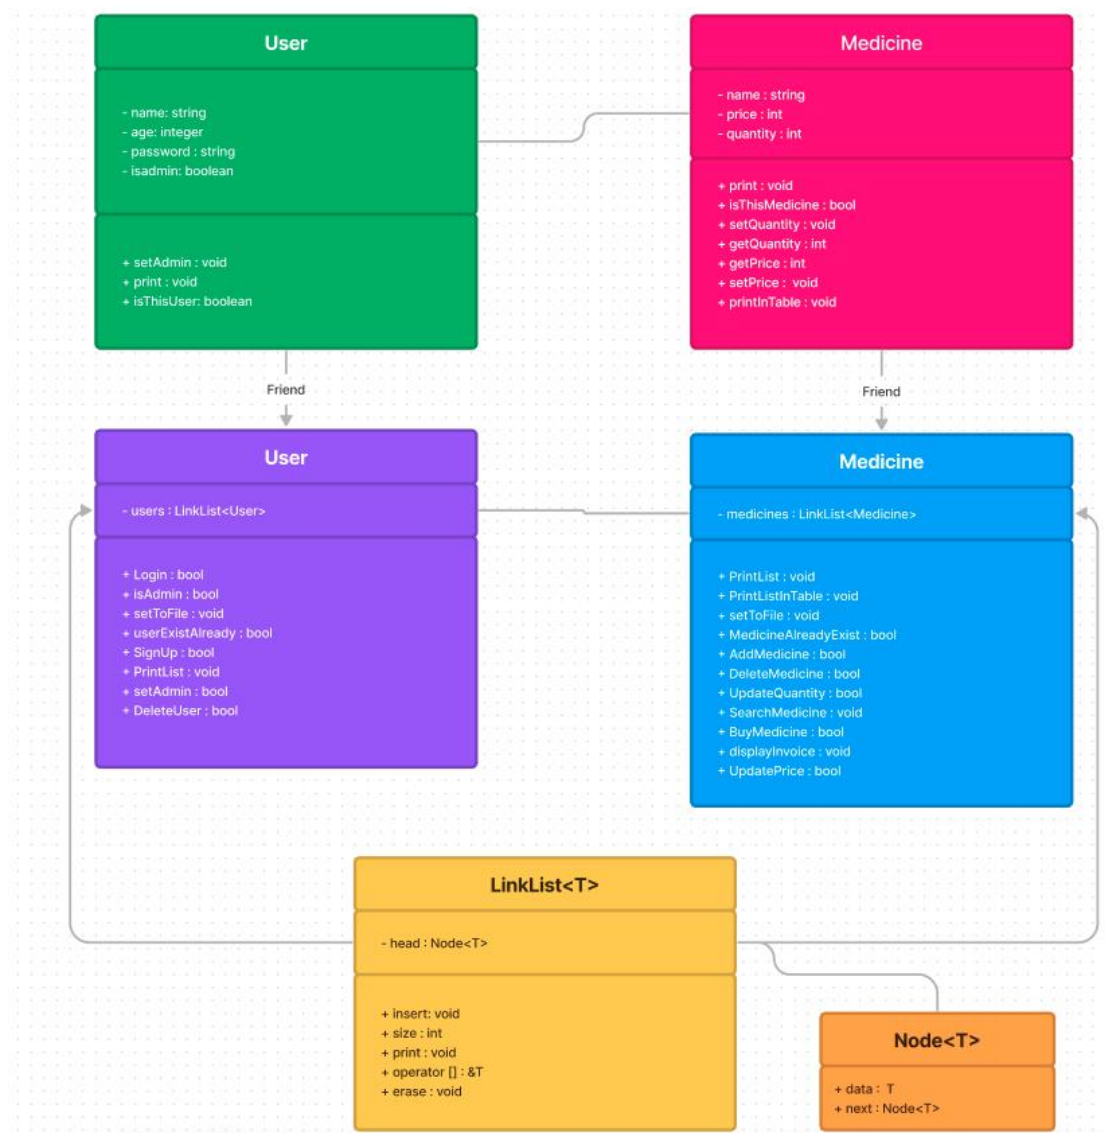 User
- name: string
- age: integer
- password : string
- isadmin: boolean
+ setAdmin : void
+ print : void
+ isThisUser: boolean
Medicine
- name : string
- price : int
- quantity : int
+ print : void
+ isThisMedicine : bool
+ setQuantity : void
+ getQuantity : int
+ getPrice : int
+ setPrice :  void
+ printInTable : void
Friend
Friend
User
- users : LinkList<User>
+ Login : bool
+ isAdmin : bool
+ setToFile : void
+ userExistAlready : bool
+ SignUp : bool
+ PrintList : void
+ setAdmin : bool
+ DeleteUser : bool
Medicine
- medicines : LinkList<Medicine>
+ PrintList : void
+ PrintListInTable : void
+ setToFile : void
+ MedicineAlreadyExist : bool
+ AddMedicine : bool
+ DeleteMedicine : bool
+ UpdateQuantity : bool
+ SearchMedicine : void
+ BuyMedicine : bool
+ displayInvoice : void
+ UpdatePrice : bool
LinkList<T>
- head : Node<T>
+ insert: void
+ size : int
+ print : void
+ operator [] : &T
+ erase : void
Node<T>
+ data :  T
+ next : Node<T>